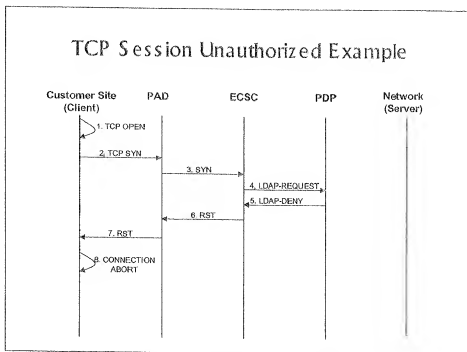 TCP Session Unauthorized Example
Customer Site
(Client)
PAD
ECSC
PDP
Network
(Server)
1. TCP OPEN
2. TCP SYN
3. SYN
4. LDAP-REQUEST
5. LDAP-DENY
6. RST
7. RST
8. CONNECTION
ABORT